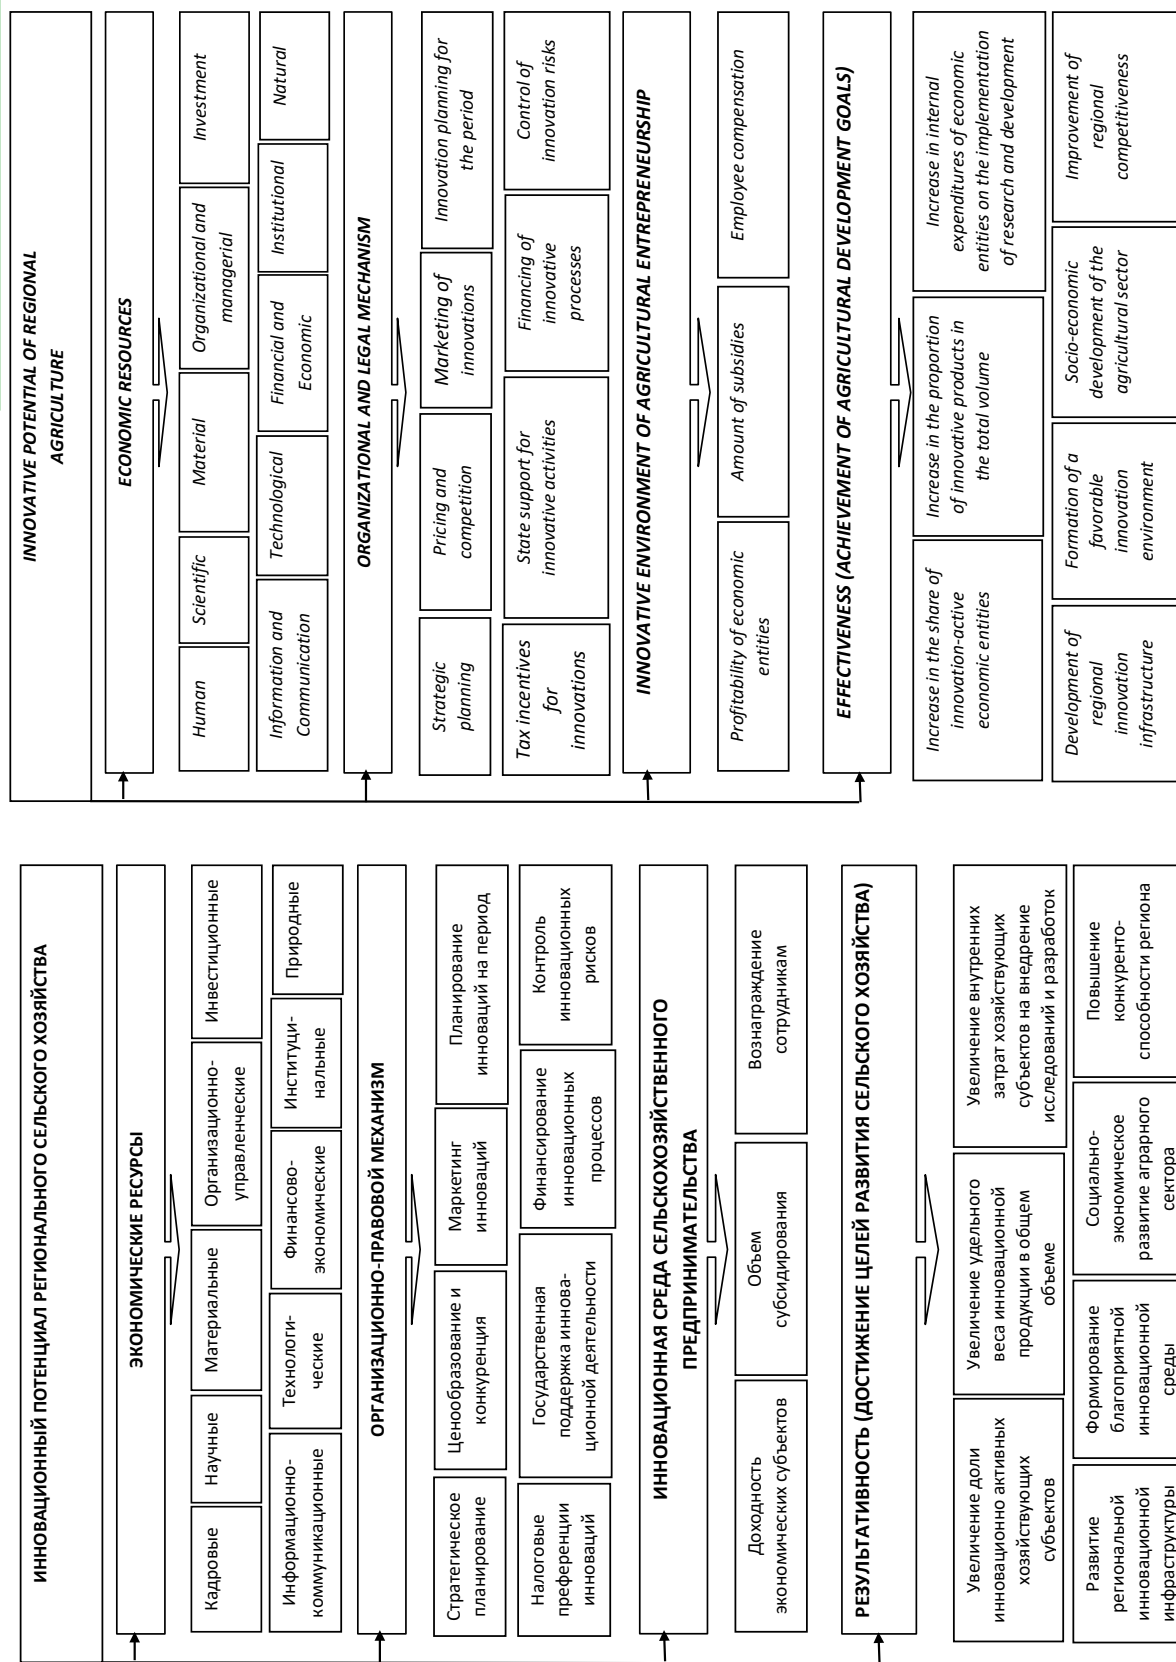 ИННОВАЦИОННЫЙ ПОТЕНЦИАЛ РЕГИОНАЛЬНОГО СЕЛЬСКОГО ХОЗЯЙСТВА
ЭКОНОМИЧЕСКИЕ РЕСУРСЫ
Кадровые
Научные
Материальные
Организационно-
управленческие
Инвестиционные
Информационно-
коммуникационные
Технологи-
ческие
Финансово-
экономические
Институци-
нальные
Природные
ОРГАНИЗАЦИОННО-ПРАВОВОЙ МЕХАНИЗМ
Стратегическое
планирование
Ценообразование и
конкуренция
Маркетинг
инноваций
Планирование
инноваций на период
Налоговые
преференции
инноваций
Государственная
поддержка иннова-
ционной деятельности
Финансирование
инновационных
процессов
Контроль
инновационных
рисков
ИННОВАЦИОННАЯ СРЕДА СЕЛЬСКОХОЗЯЙСТВЕННОГО
ПРЕДПРИНИМАТЕЛЬСТВА
Доходность
экономических субъектов
Объем
субсидирования
Вознаграждение
сотрудникам
РЕЗУЛЬТАТИВНОСТЬ (ДОСТИЖЕНИЕ ЦЕЛЕЙ РАЗВИТИЯ СЕЛЬСКОГО ХОЗЯЙСТВА)
Увеличение доли
инновационно активных
хозяйствующих
субъектов
Увеличение удельного
веса инновационной
продукции в общем
объеме
Увеличение внутренних
затрат хозяйствующих
субъектов на внедрение
исследований и разработок
Развитие
региональной
инновационной
инфраструктуры
Формирование
благоприятной
инновационной
среды
Социально-
экономическое
развитие аграрного
сектора
Повышение
конкуренто-
способности региона
INNOVATIVE POTENTIAL OF REGIONAL
AGRICULTURE
ECONOMIC RESOURCES
Human
Scientific
Material
Organizational and
managerial
Investment
Information and
Communication
Technological
Financial and
Economic
Institutional
Natural
ORGANIZATIONAL AND LEGAL MECHANISM
Strategic
planning
Pricing and
competition
Marketing of
innovations
Innovation planning for
the period
Tax incentives
for
innovations
State support for
innovative activities
Financing of
innovative
processes
Control of
innovation risks
INNOVATIVE ENVIRONMENT OF AGRICULTURAL ENTREPRENEURSHIP
Profitability of economic
entities
Amount of subsidies
Employee compensation
EFFECTIVENESS (ACHIEVEMENT OF AGRICULTURAL DEVELOPMENT GOALS)
Increase in the share of
innovation-active
economic entities
Increase in the proportion
of innovative products in
the total volume
Increase in internal
expenditures of economic
entities on the implementation
of research and development
Development of
regional
innovation
infrastructure
Formation of a
favorable
innovation
environment
Socio-economic
development of the
agricultural sector
Improvement of
regional
competitiveness